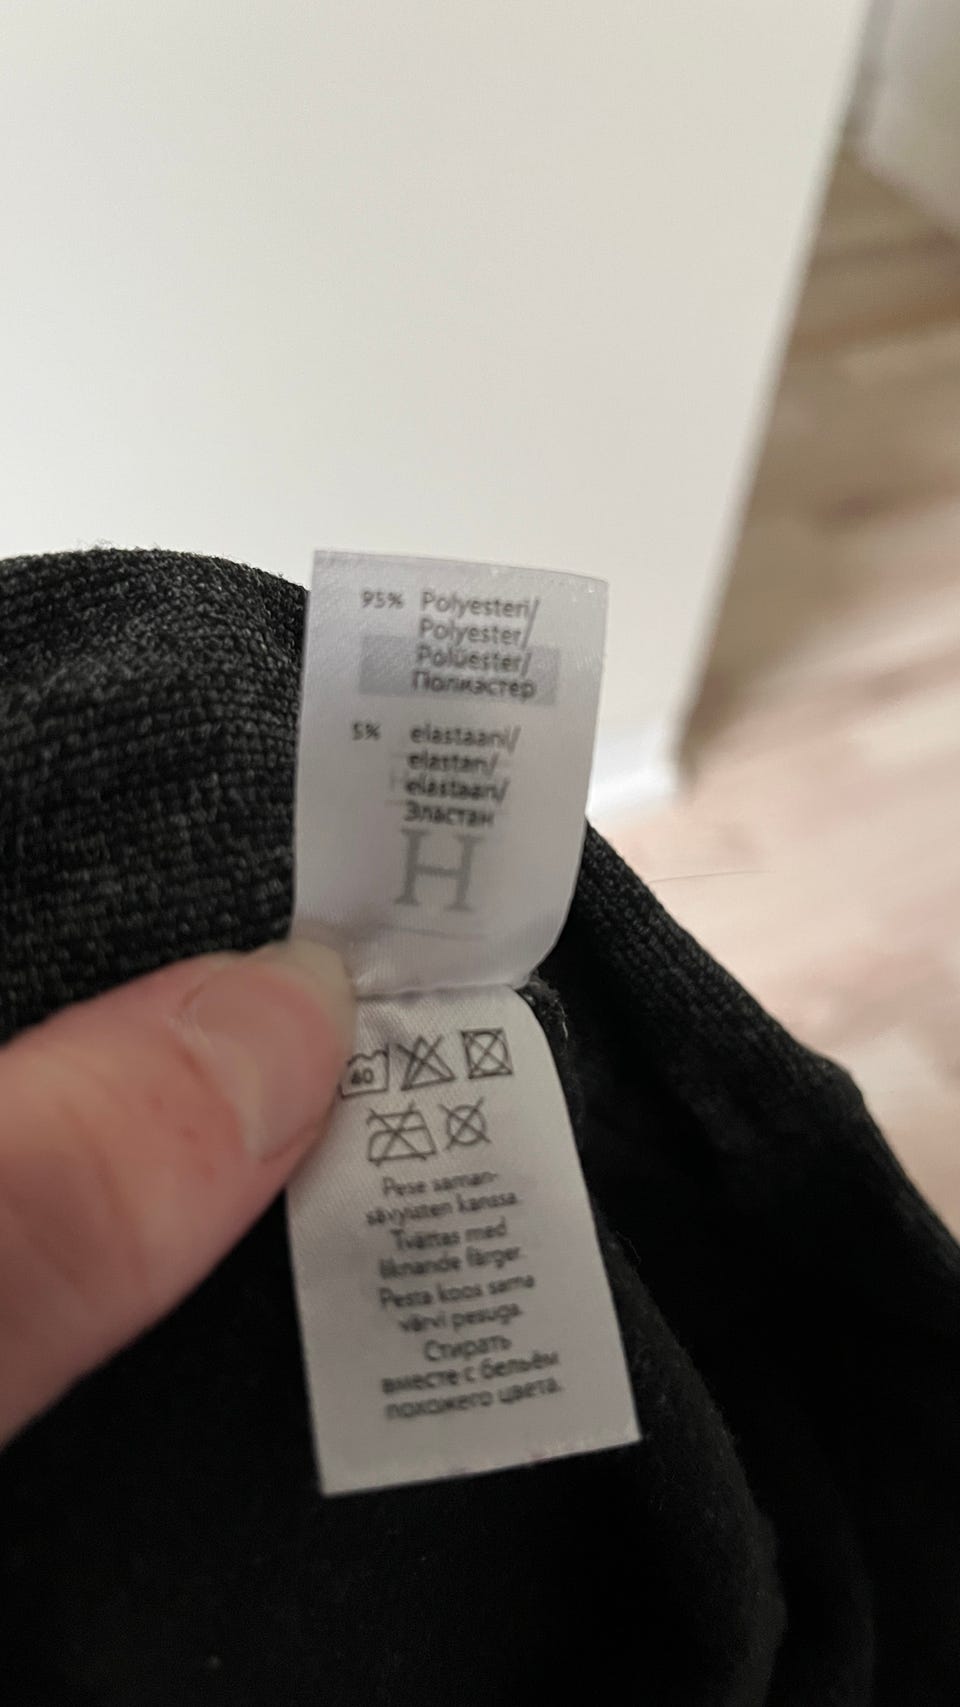 95% Polyesteri/
Polyester/
Polüester/
Полиэстер
5% elastaani/
elastan/
elastaan/
Эластан
H
40
Pese saman-
sävyisten kanssa.
Tvättas med
liknande färger.
Pesta koos sama
värvi pesuga.
Стирать
вместе с бельём
похожего цвета.